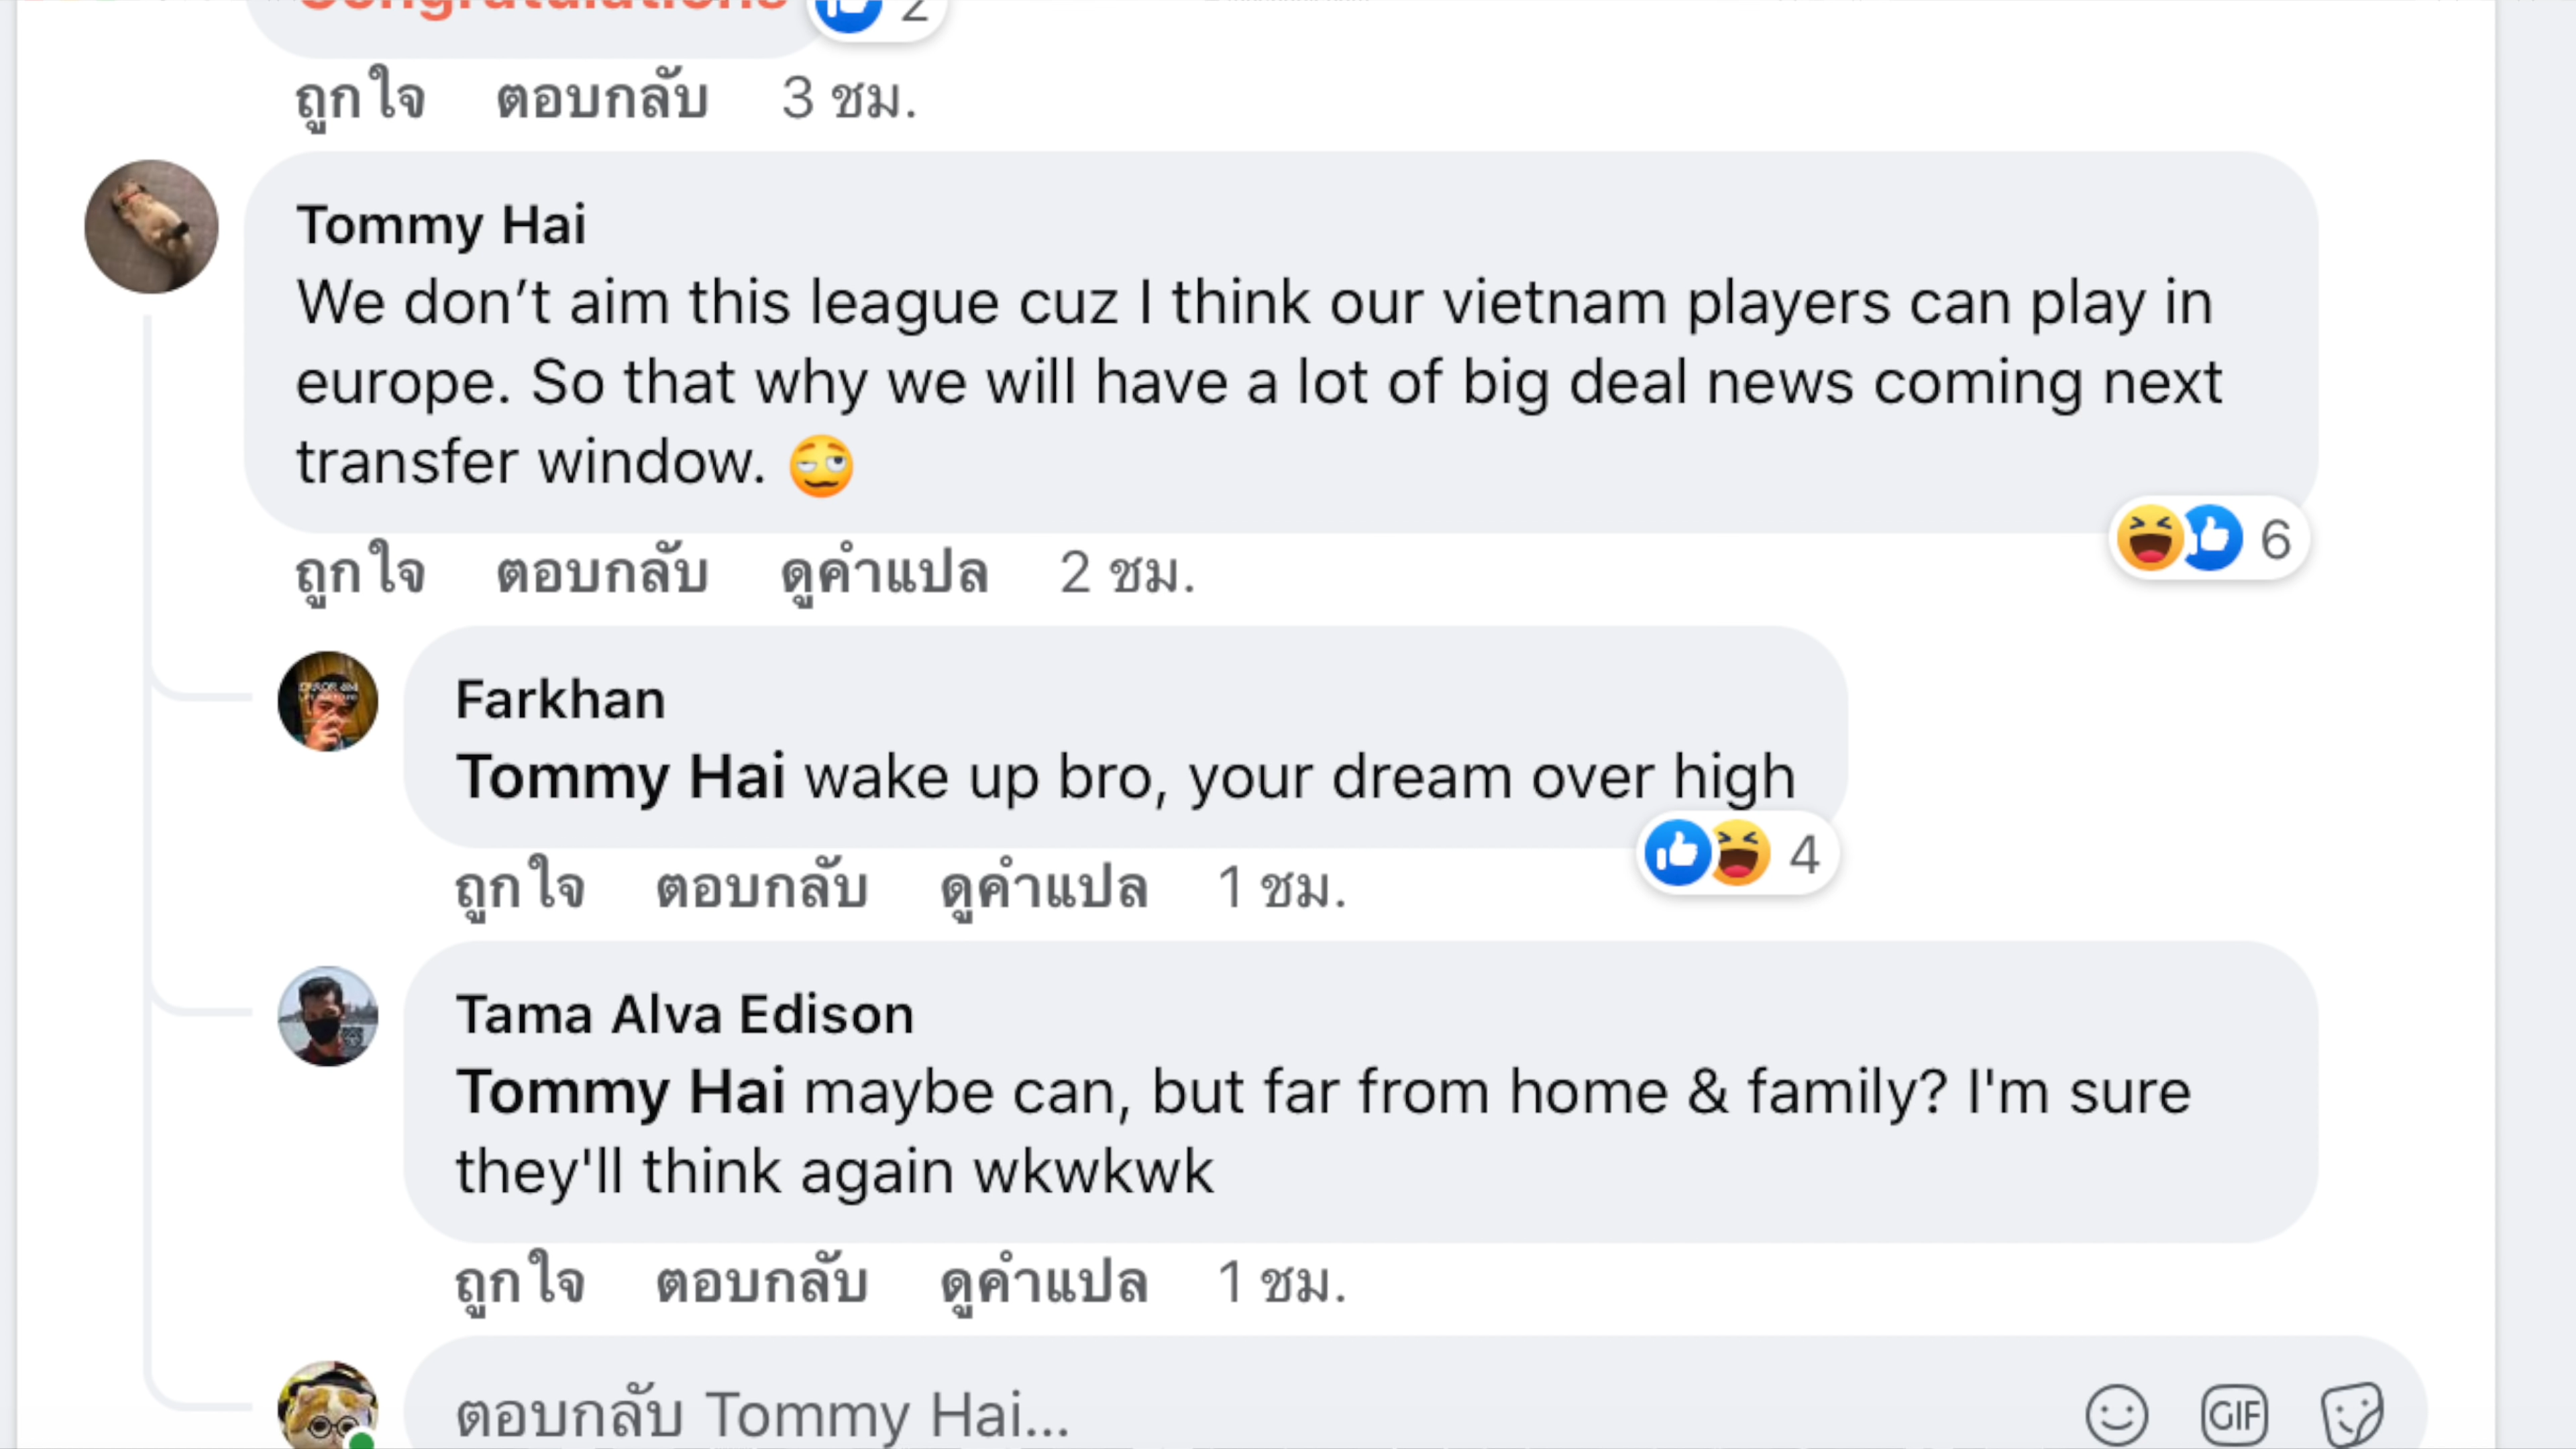 Congratulations 2
ถูกใจ ตอบกลับ 3 ชม.
Tommy Hai
We don’t aim this league cuz I think our vietnam players can play in
europe. So that why we will have a lot of big deal news coming next
transfer window. 🥴
6
ถูกใจ ตอบกลับ ดูคำแปล 2 ชม.
Farkhan
Tommy Hai wake up bro, your dream over high
4
ถูกใจ ตอบกลับ ดูคำแปล 1 ชม.
Tama Alva Edison
Tommy Hai maybe can, but far from home & family? I'm sure
they'll think again wkwkwk
ถูกใจ ตอบกลับ ดูคำแปล 1 ชม.
ตอบกลับ Tommy Hai...
GIF